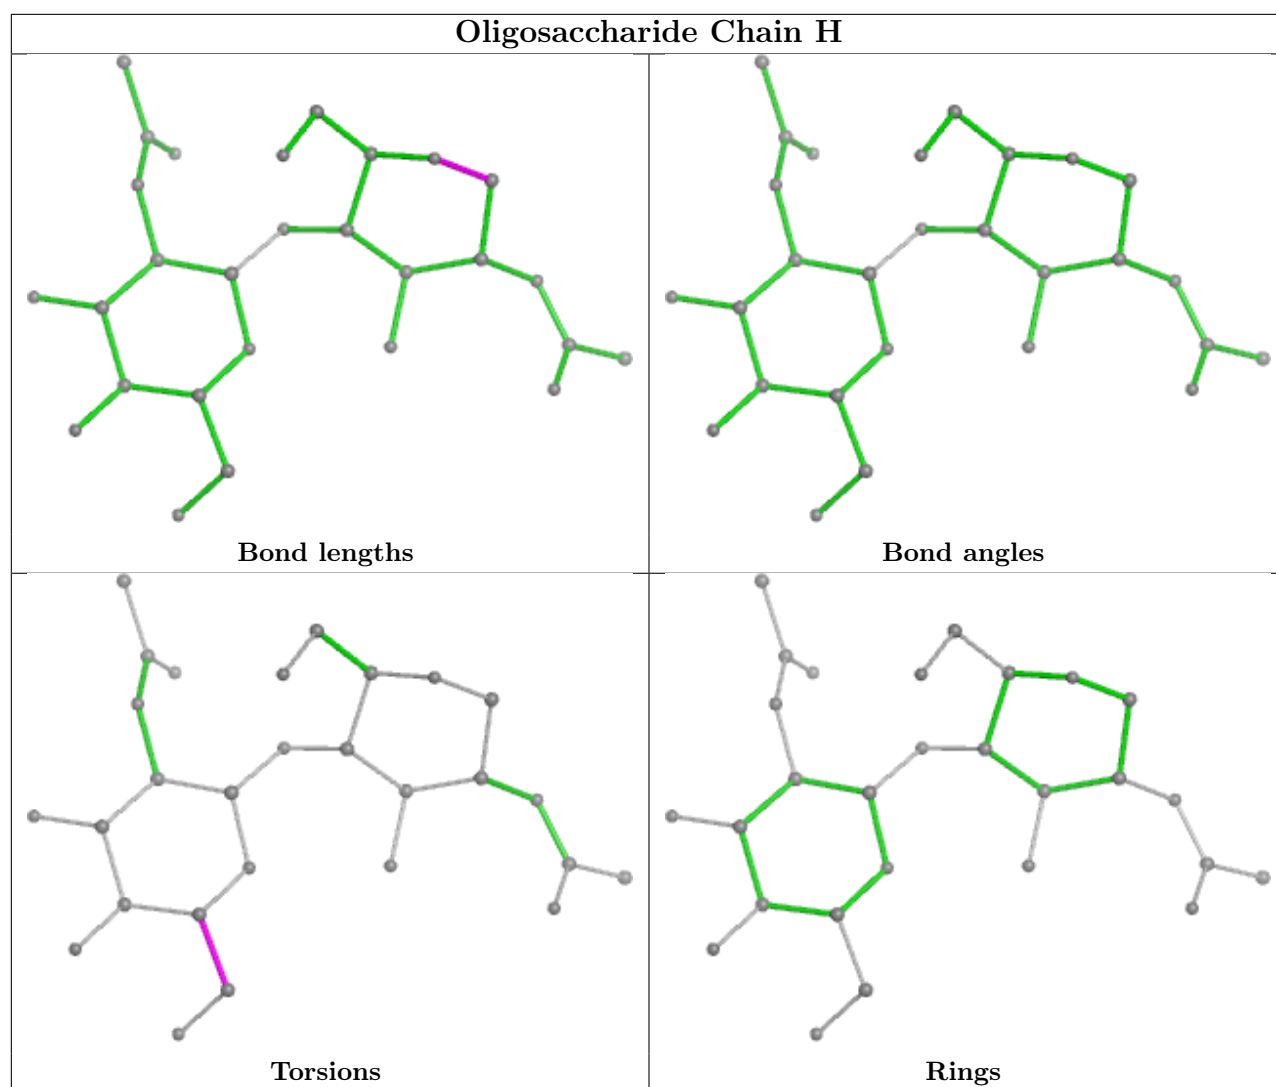 Oligosaccharide Chain H
Bond lengths
Bond angles
Torsions
Rings